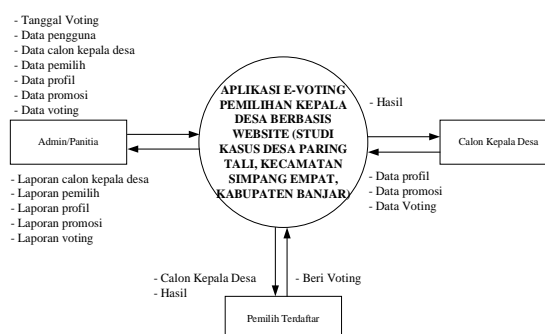 - Tanggal Voting
- Data pengguna
- Data calon kepala desa
- Data pemilih
- Data profil
- Data promosi
- Data voting
Admin/Panitia
- Laporan calon kepala desa
- Laporan pemilih
- Laporan profil
- Laporan promosi
- Laporan voting
APLIKASI E-VOTING
PEMILIHAN KEPALA
DESA BERBASIS
WEBSITE (STUDI
KASUS DESA PARING
TALI, KECAMATAN
SIMPANG EMPAT,
KABUPATEN BANJAR)
- Hasil
Calon Kepala Desa
- Data profil
- Data promosi
- Data Voting
- Calon Kepala Desa
- Hasil
- Beri Voting
Pemilih Terdaftar